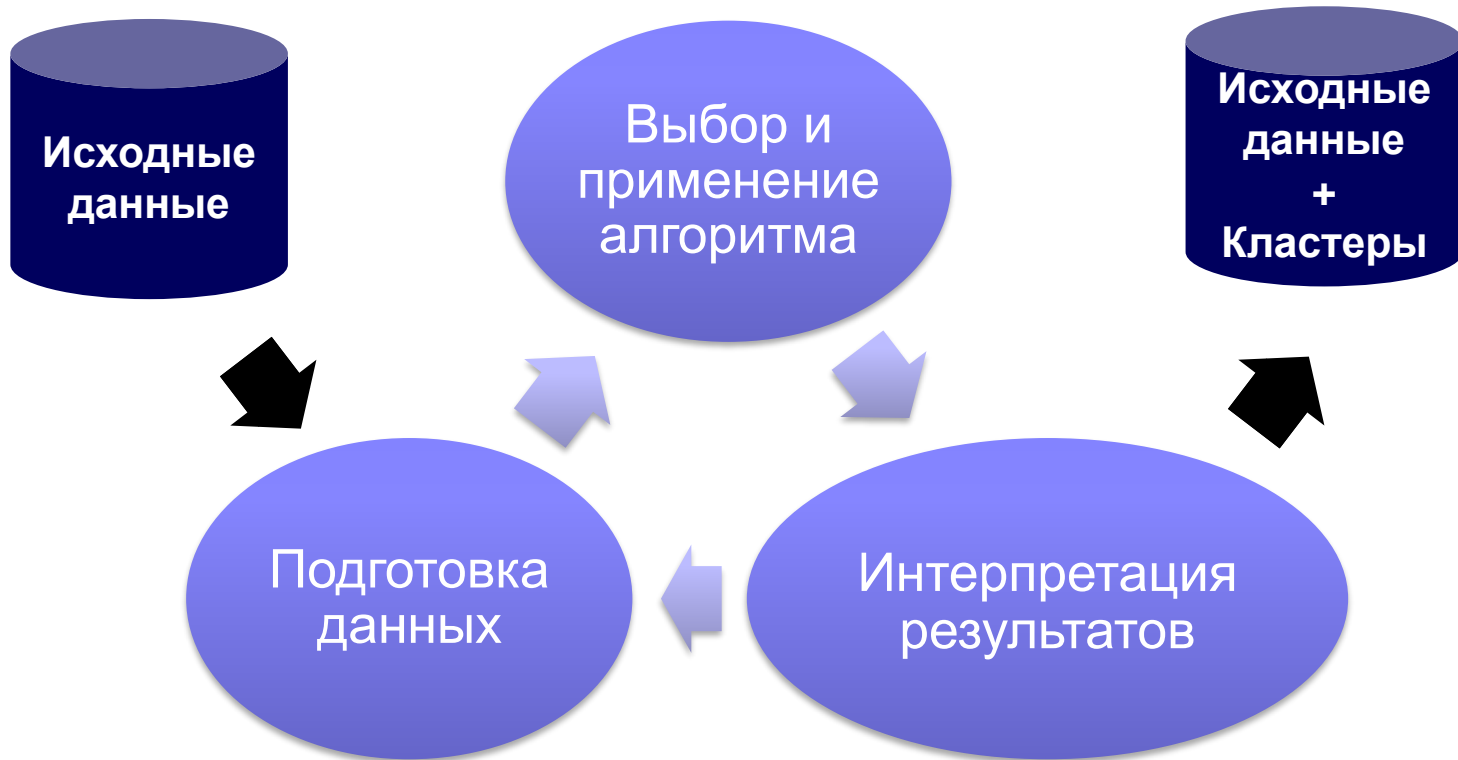 Исходные
данные
Выбор и
применение
алгоритма
Исходные
данные
+
Кластеры
Подготовка
данных
Интерпретация
результатов